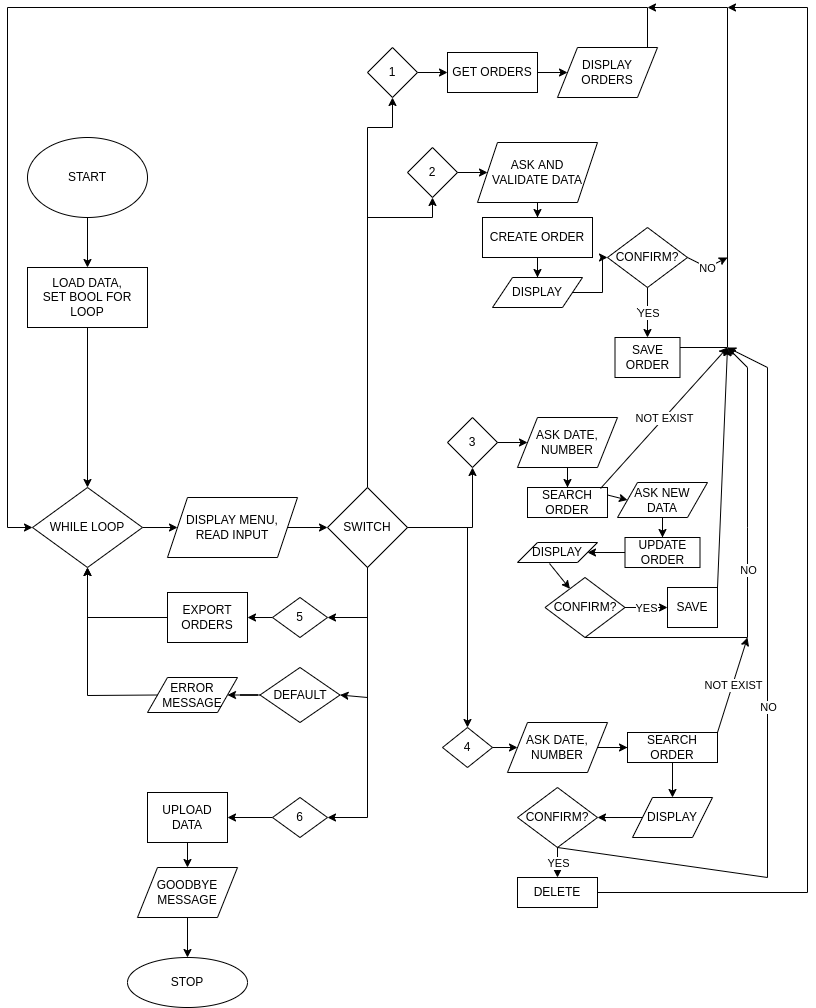 1
GET ORDERS
DISPLAY
ORDERS
START
2
ASK AND
VALIDATE DATA
CREATE ORDER
DISPLAY
CONFIRM?
NO
YES
SAVE
ORDER
LOAD DATA,
SET BOOL FOR
LOOP
NOT EXIST
3
ASK DATE,
NUMBER
SEARCH
ORDER
ASK NEW
DATA
UPDATE
ORDER
DISPLAY
CONFIRM?
YES
SAVE
NO
WHILE LOOP
DISPLAY MENU,
READ INPUT
SWITCH
EXPORT
ORDERS
5
ERROR
MESSAGE
DEFAULT
NOT EXIST
NO
4
ASK DATE,
NUMBER
SEARCH
ORDER
DISPLAY
CONFIRM?
YES
DELETE
UPLOAD
DATA
6
GOODBYE
MESSAGE
STOP